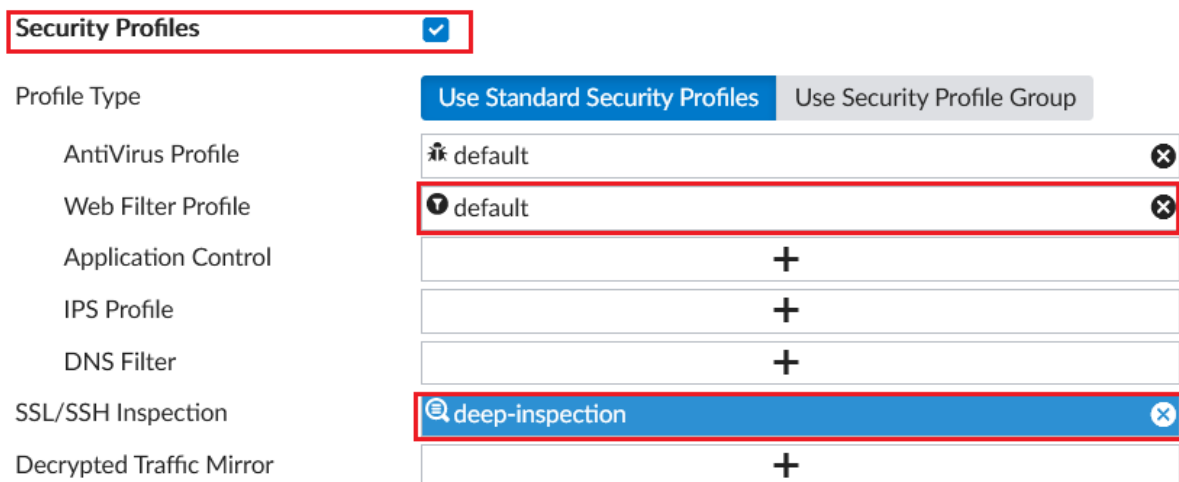 Security Profiles
Profile Type Use Standard Security Profiles Use Security Profile Group
AntiVirus Profile default
Web Filter Profile default
Application Control +
IPS Profile +
DNS Filter +
SSL/SSH Inspection deep-inspection
Decrypted Traffic Mirror +